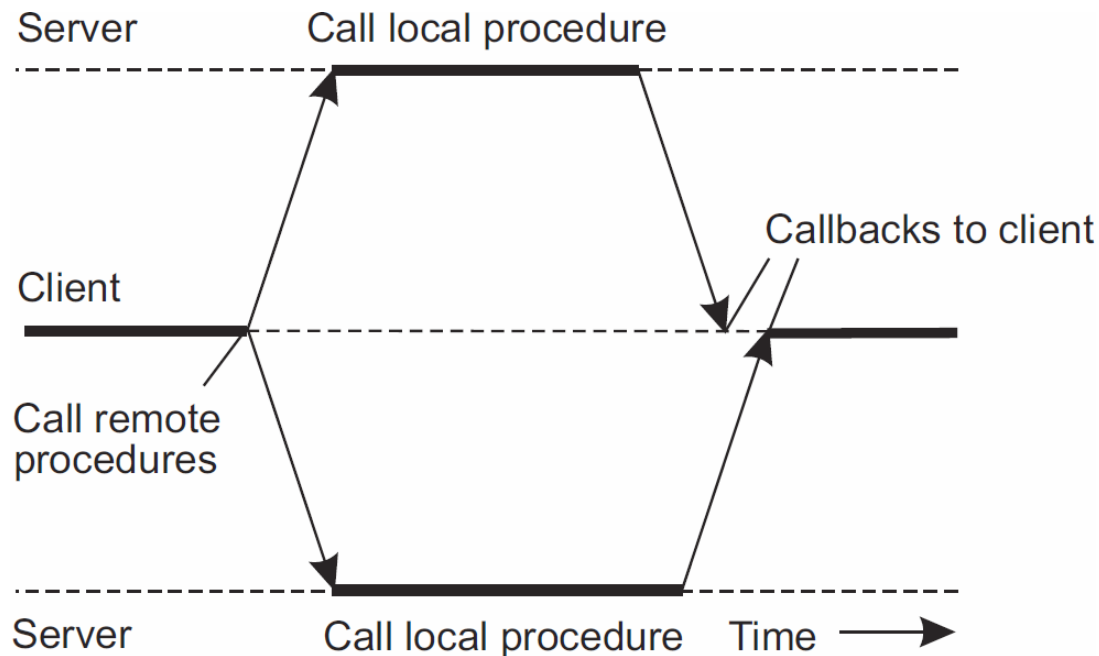 Server
Call local procedure
Callbacks to client
Client
Call remote
procedures
Server
Call local procedure
Time